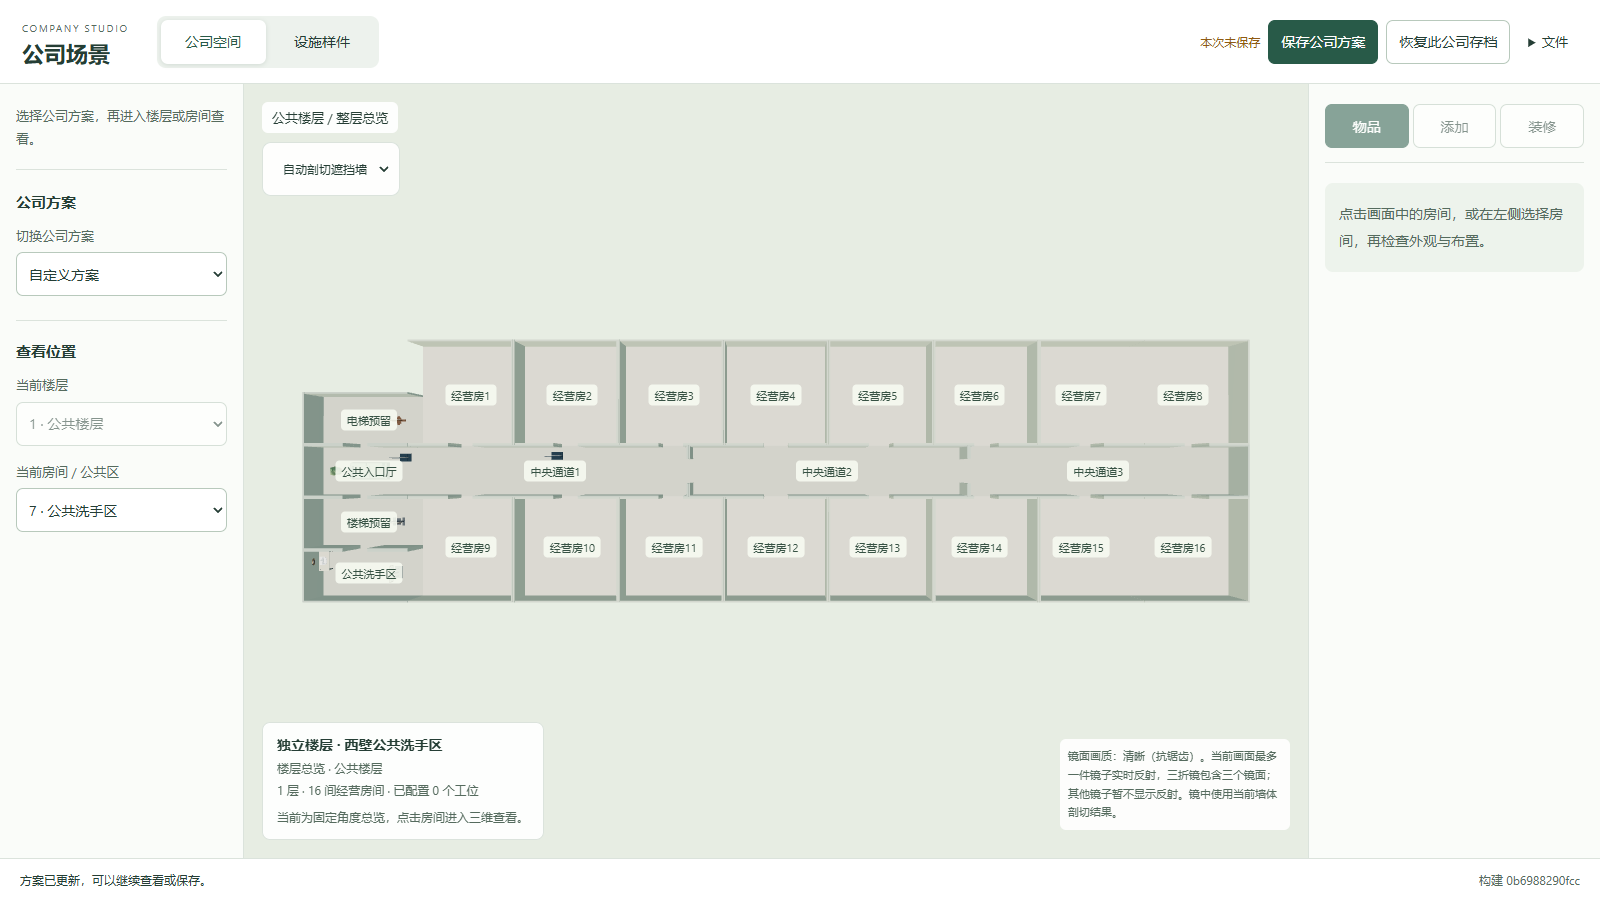 COMPANY STUDIO
公司场景
公司空间
设施样件
本次未保存
保存公司方案
恢复此公司存档
▶ 文件
选择公司方案，再进入楼层或房间查
看。
公司方案
切换公司方案
自定义方案
查看位置
当前楼层
1 · 公共楼层
当前房间 / 公共区
7 · 公共洗手区
公共楼层 / 整层总览
自动剖切遮挡墙
经营房1
经营房2
经营房3
经营房4
经营房5
经营房6
经营房7
经营房8
电梯预留
公共入口厅
中央通道1
中央通道2
中央通道3
楼梯预留
经营房9
经营房10
经营房11
经营房12
经营房13
经营房14
经营房15
经营房16
公共洗手区
独立楼层 · 西壁公共洗手区
楼层总览 · 公共楼层
1 层 · 16 间经营房间 · 已配置 0 个工位
当前为固定角度总览，点击房间进入三维查看。
镜面画质：清晰（抗锯齿）。当前画面最多
一件镜子实时反射，三折镜包含三个镜面；
其他镜子暂不显示反射。镜中使用当前墙体
剖切结果。
物品
添加
装修
点击画面中的房间，或在左侧选择房
间，再检查外观与布置。
方案已更新，可以继续查看或保存。
构建 0b6988290fcc